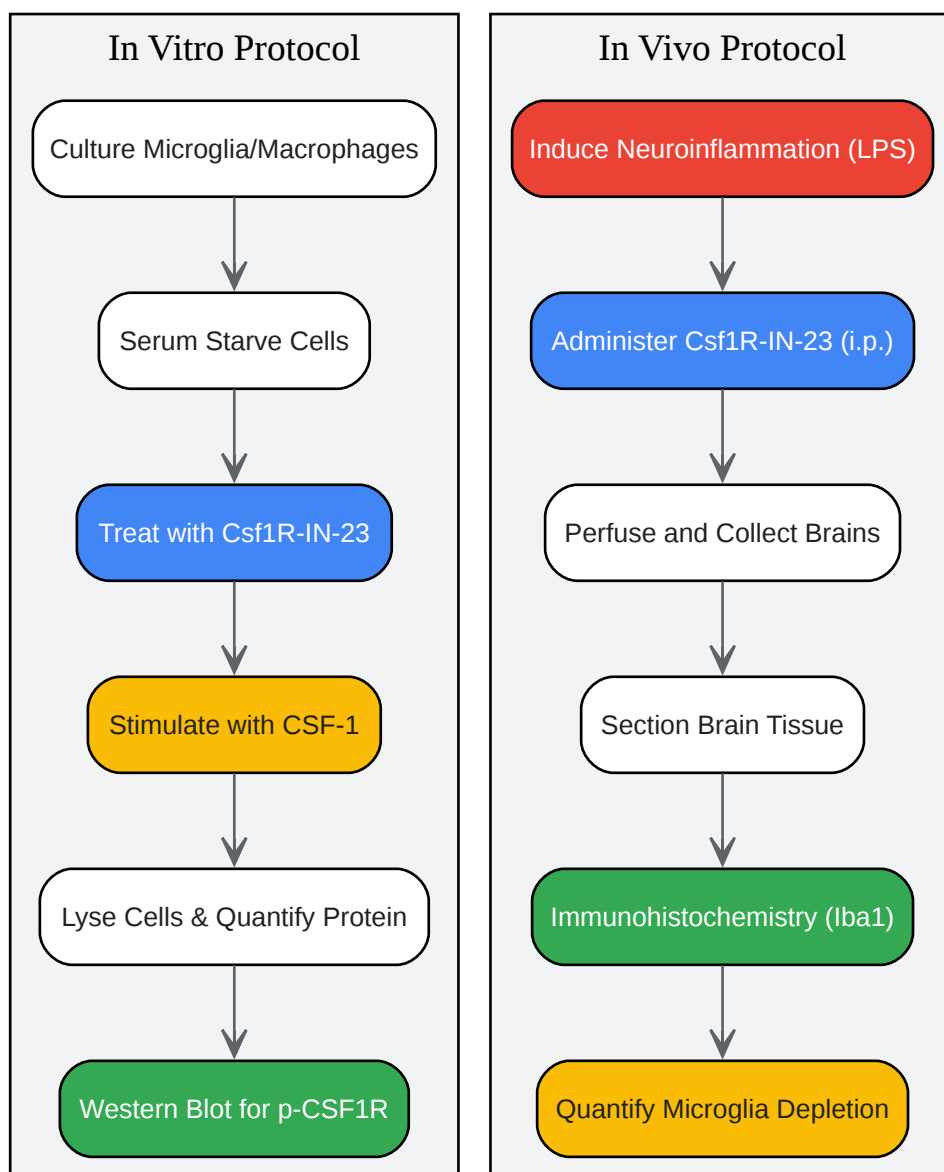 In Vitro Protocol
Culture Microglia/Macrophages
Serum Starve Cells
Treat with Csf1R-IN-23
Stimulate with CSF-1
Lyse Cells & Quantify Protein
Western Blot for p-CSF1R
In Vivo Protocol
Induce Neuroinflammation (LPS)
Administer Csf1R-IN-23 (i.p.)
Perfuse and Collect Brains
Section Brain Tissue
Immunohistochemistry (Iba1)
Quantify Microglia Depletion